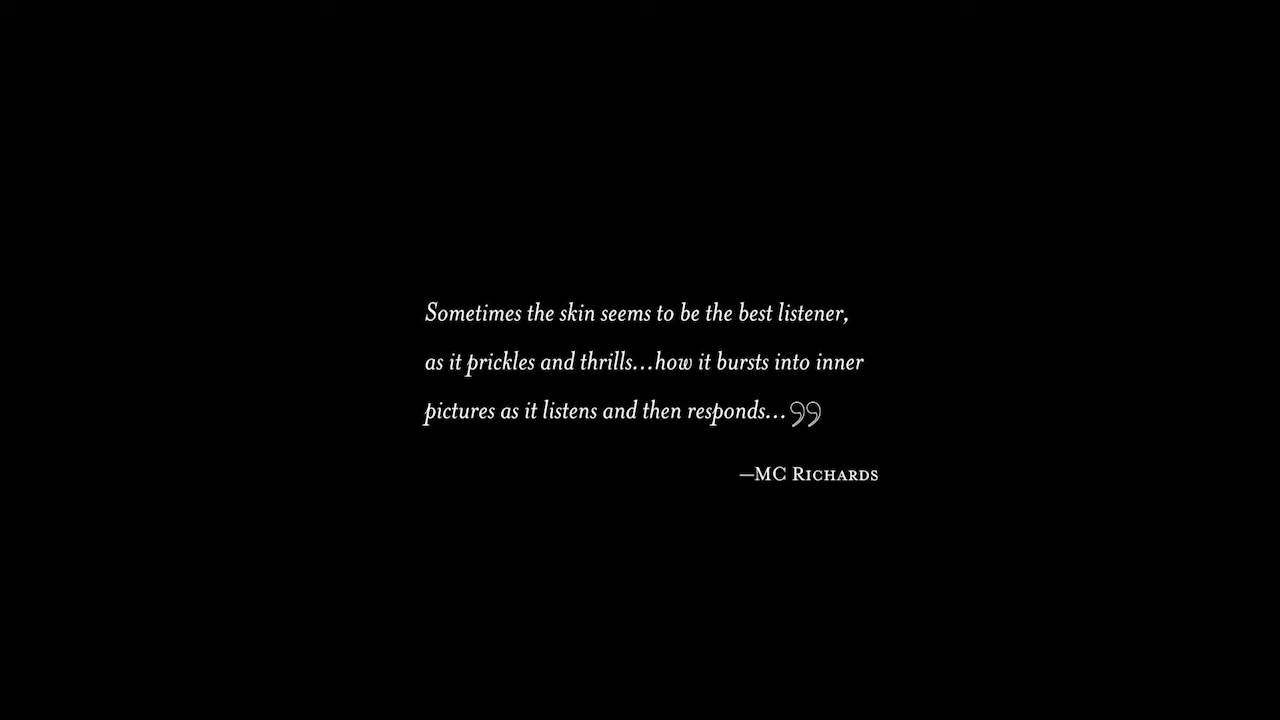 Sometimes the skin seems to be the best listener,
as it prickles and thrills...how it bursts into inner
pictures as it listens and then responds...”
—MC Richards